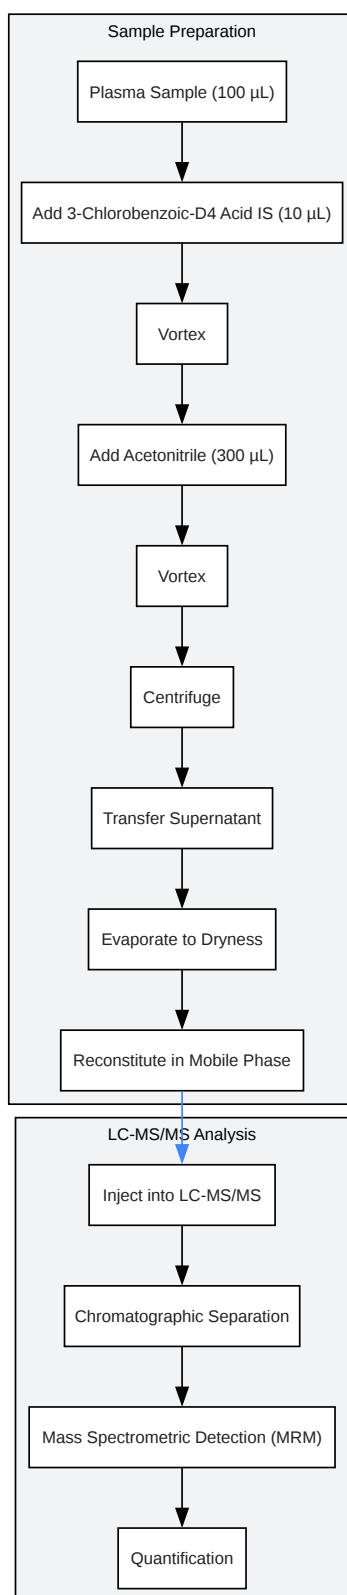 Sample Preparation
Plasma Sample (100 µL)
Add 3-Chlorobenzoic-D4 Acid IS (10 µL)
Vortex
Add Acetonitrile (300 µL)
Vortex
Centrifuge
Transfer Supernatant
Evaporate to Dryness
Reconstitute in Mobile Phase
LC-MS/MS Analysis
Inject into LC-MS/MS
Chromatographic Separation
Mass Spectrometric Detection (MRM)
Quantification